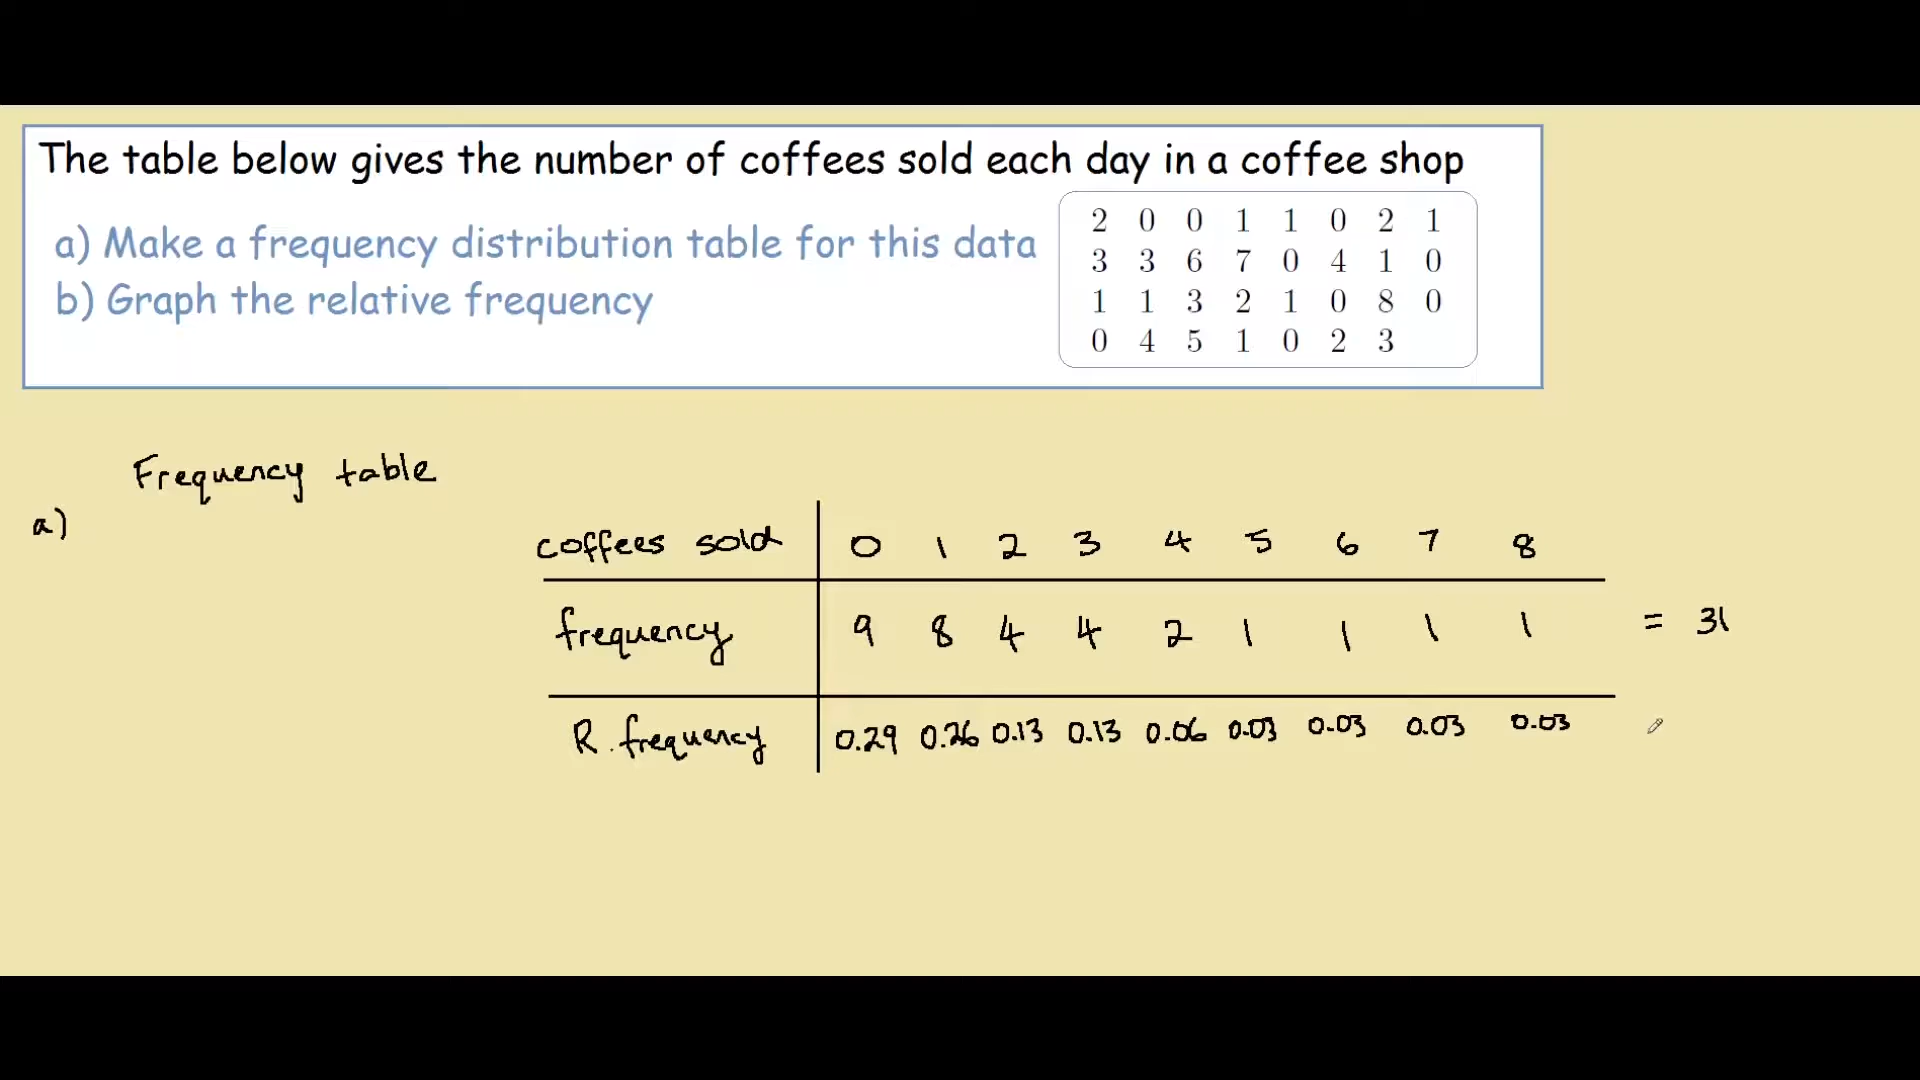 The table below gives the number of coffees sold each day in a coffee shop
a) Make a frequency distribution table for this data
b) Graph the relative frequency
2 0 0 1 1 0 2 1
3 3 6 7 0 4 1 0
1 1 3 2 1 0 8 0
0 4 5 1 0 2 3
Frequency table
a)
coffees sold 0 1 2 3 4 5 6 7 8
frequency 9 8 4 4 2 1 1 1 1 = 31
R. frequency 0.29 0.26 0.13 0.13 0.06 0.03 0.03 0.03 0.03